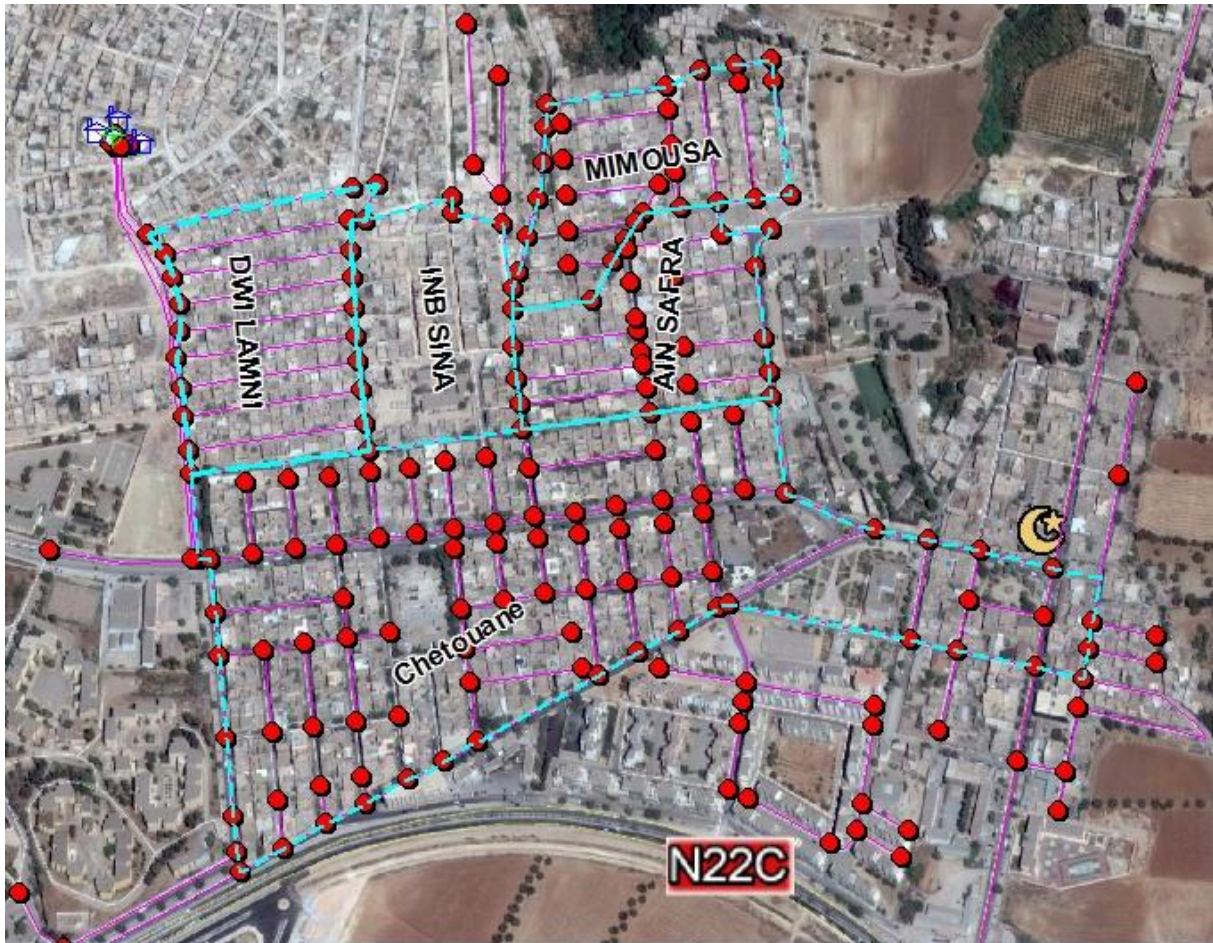 MIMOUSA
DWI LAMNI
INB SINA
AIN SAFRA
Chetouane
N22C